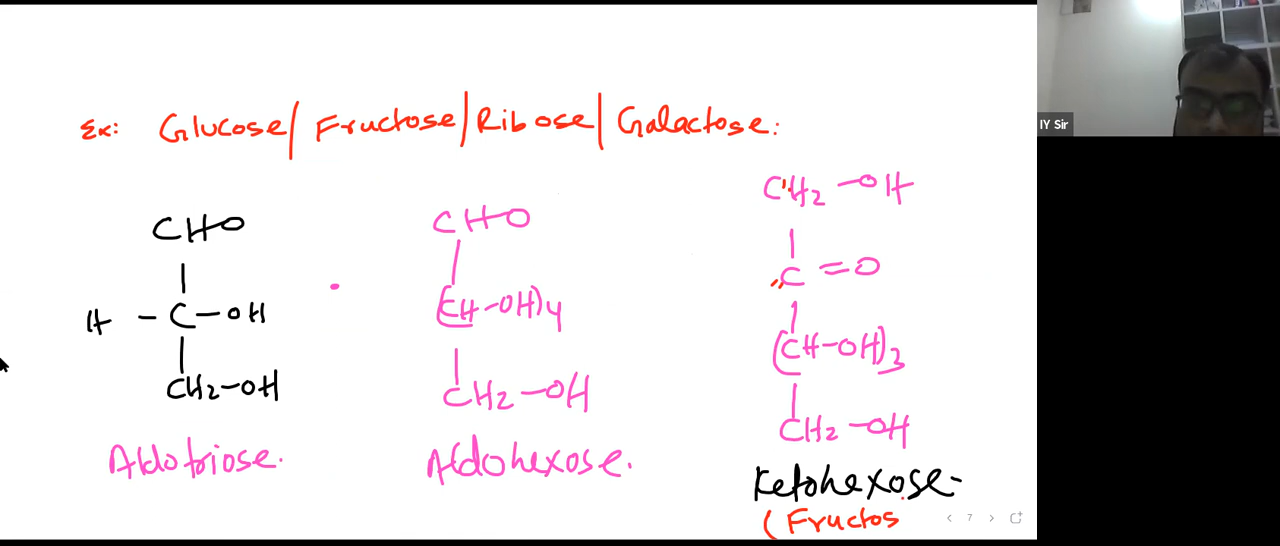 Ex: Glucose/ Fructose/Ribose/Galactose:
IY Sir
CHO
H - C - OH
CH2-OH
Aldotriose.
CHO
(CH-OH)4
CH2-OH
Aldohexose.
CH2-OH
C=O
(CH-OH)3
CH2-OH
Ketohexose-
(Fructos
< 7 >